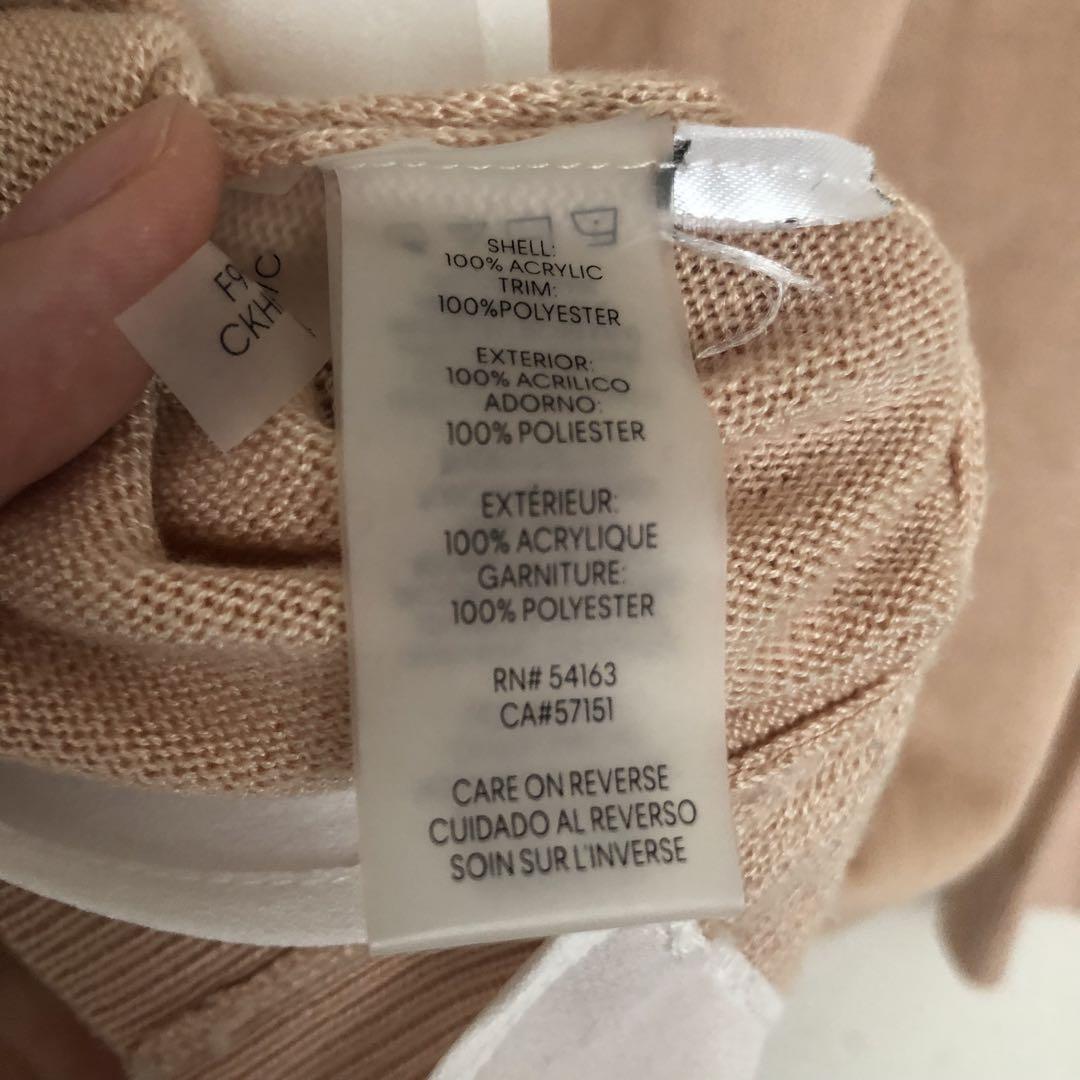 SHELL:
100% ACRYLIC
TRIM:
100%POLYESTER
EXTERIOR:
100% ACRILICO
ADORNO:
100% POLIESTER
EXTÉRIEUR:
100% ACRYLIQUE
GARNITURE:
100% POLYESTER
RN# 54163
CA#57151
CARE ON REVERSE
CUIDADO AL REVERSO
SOIN SUR L'INVERSE
F9